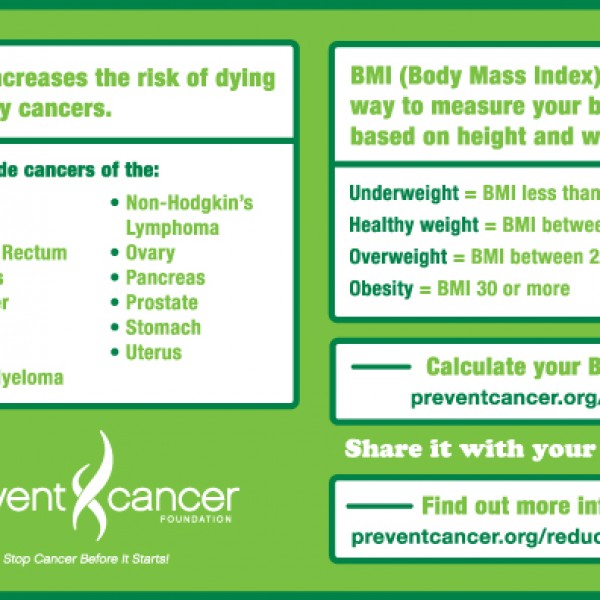 ncreases the risk of dying
y cancers.
de cancers of the:
• Non-Hodgkin's
Lymphoma
Rectum
• Ovary
s
• Pancreas
er
• Prostate
• Stomach
• Uterus
yeloma
vent cancer
FOUNDATION
Stop Cancer Before It Starts!
BMI (Body Mass Index)
way to measure your b
based on height and w
Underweight = BMI less than
Healthy weight = BMI betwee
Overweight = BMI between 2
Obesity = BMI 30 or more
Calculate your B
preventcancer.org/
Share it with your
Find out more inf
preventcancer.org/reduc